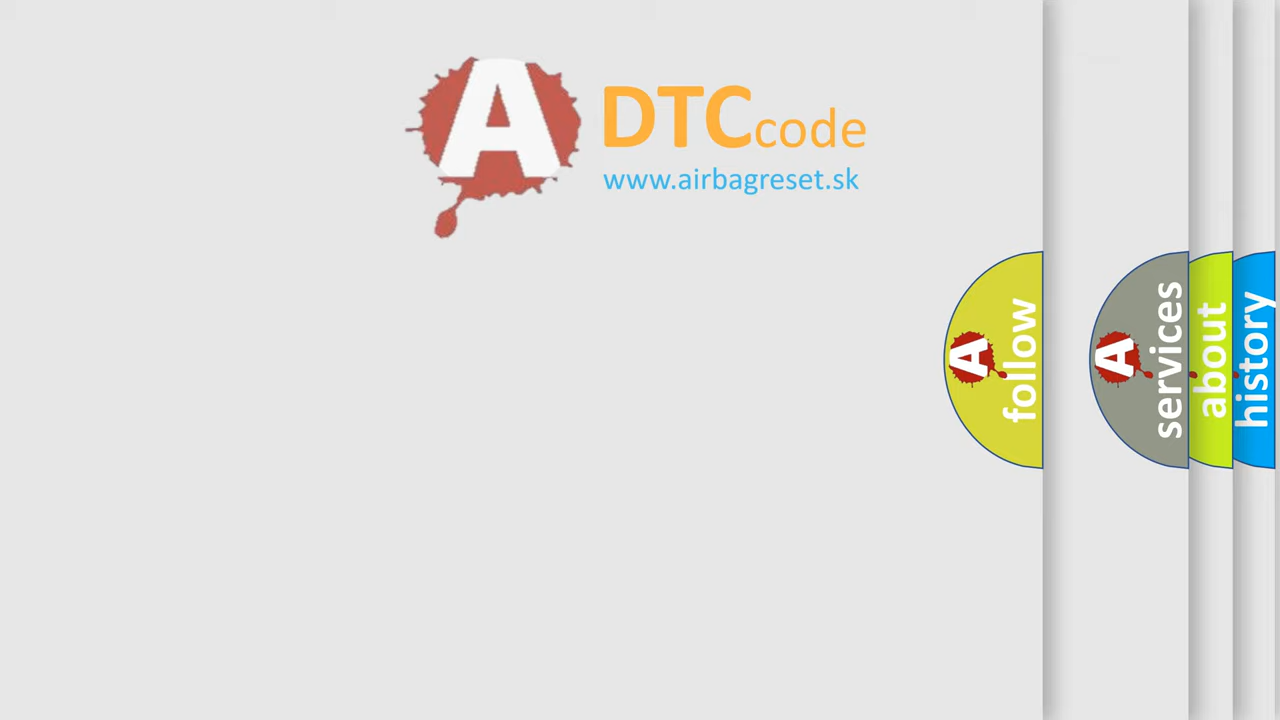 A
DTCcode
www.airbagreset.sk
A
follow
A
services
about
history